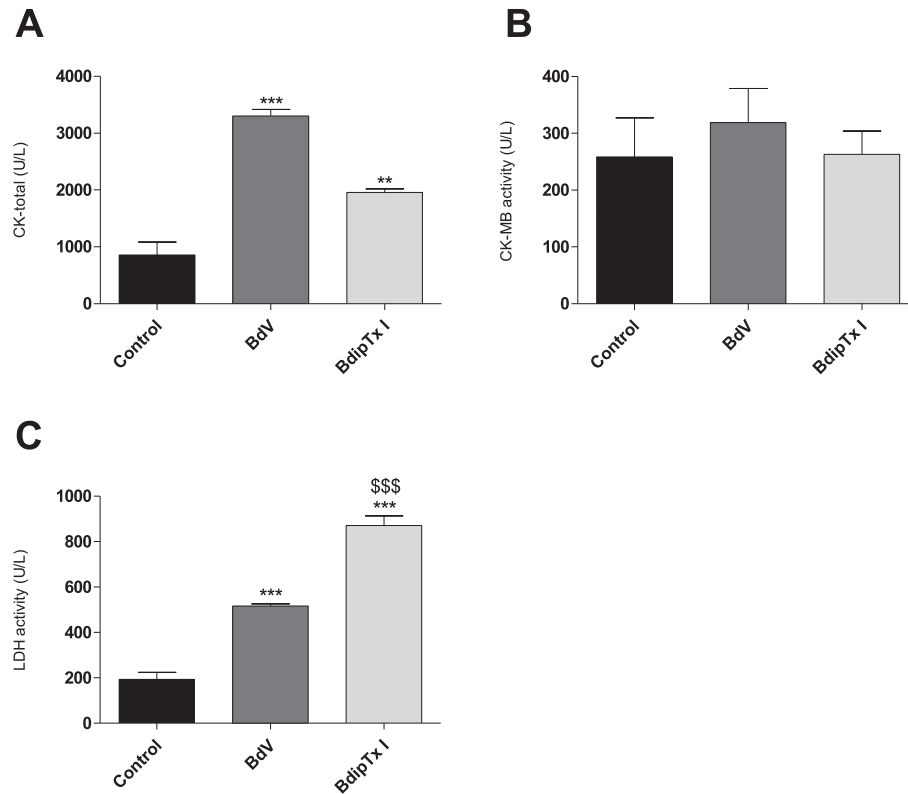 A
CK-total (U/L)
4000
3000
2000
1000
0
***
**
Control
BdV
BdipTx I
B
CK-MB activity (U/L)
400
300
200
100
0
Control
BdV
BdipTx I
C
LDH activity (U/L)
1000
800
600
400
200
0
***
$$$
***
Control
BdV
BdipTx I